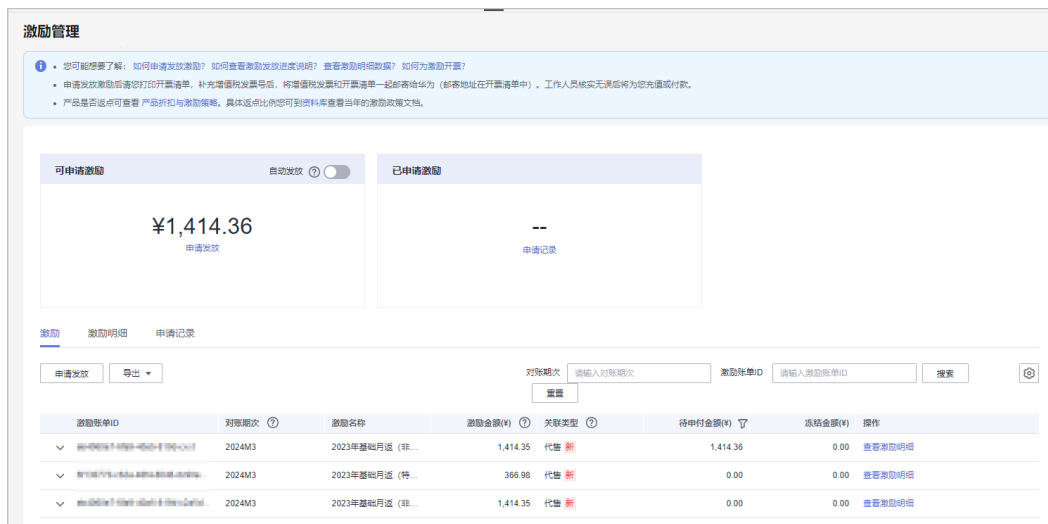 激励管理
您可能想要了解： 如何申请发放激励？ 如何查看激励发放进度说明？ 查看激励明细数据？ 如何为激励开票？
申请发放激励后请您打印开票清单，补充增值税发票号后，将增值税发票和开票清单一起邮寄给华为（邮寄地址在开票清单中）。工作人员核实无误后将为您充值或付款。
产品是否返点可查看 产品折扣与激励策略。具体返点比例您可到资料库查看当年的激励政策文档。
可申请激励 自动发放
已申请激励
¥1,414.36
申请发放
--
申请记录
激励 激励明细 申请记录
申请发放 导出 对账期次 请输入对账期次 激励账单ID 请输入激励账单ID 搜索
重置
激励账单ID 对账期次 激励名称 激励金额(¥) 关联类型 待申付金额(¥) 冻结金额(¥) 操作
2024M3 2023年基础月返（非... 1,414.35 代售 新 1,414.36 0.00 查看激励明细
2024M3 2023年基础月返（特... 366.98 代售 新 0.00 0.00 查看激励明细
2024M3 2023年基础月返（非... 1,414.35 代售 新 0.00 0.00 查看激励明细